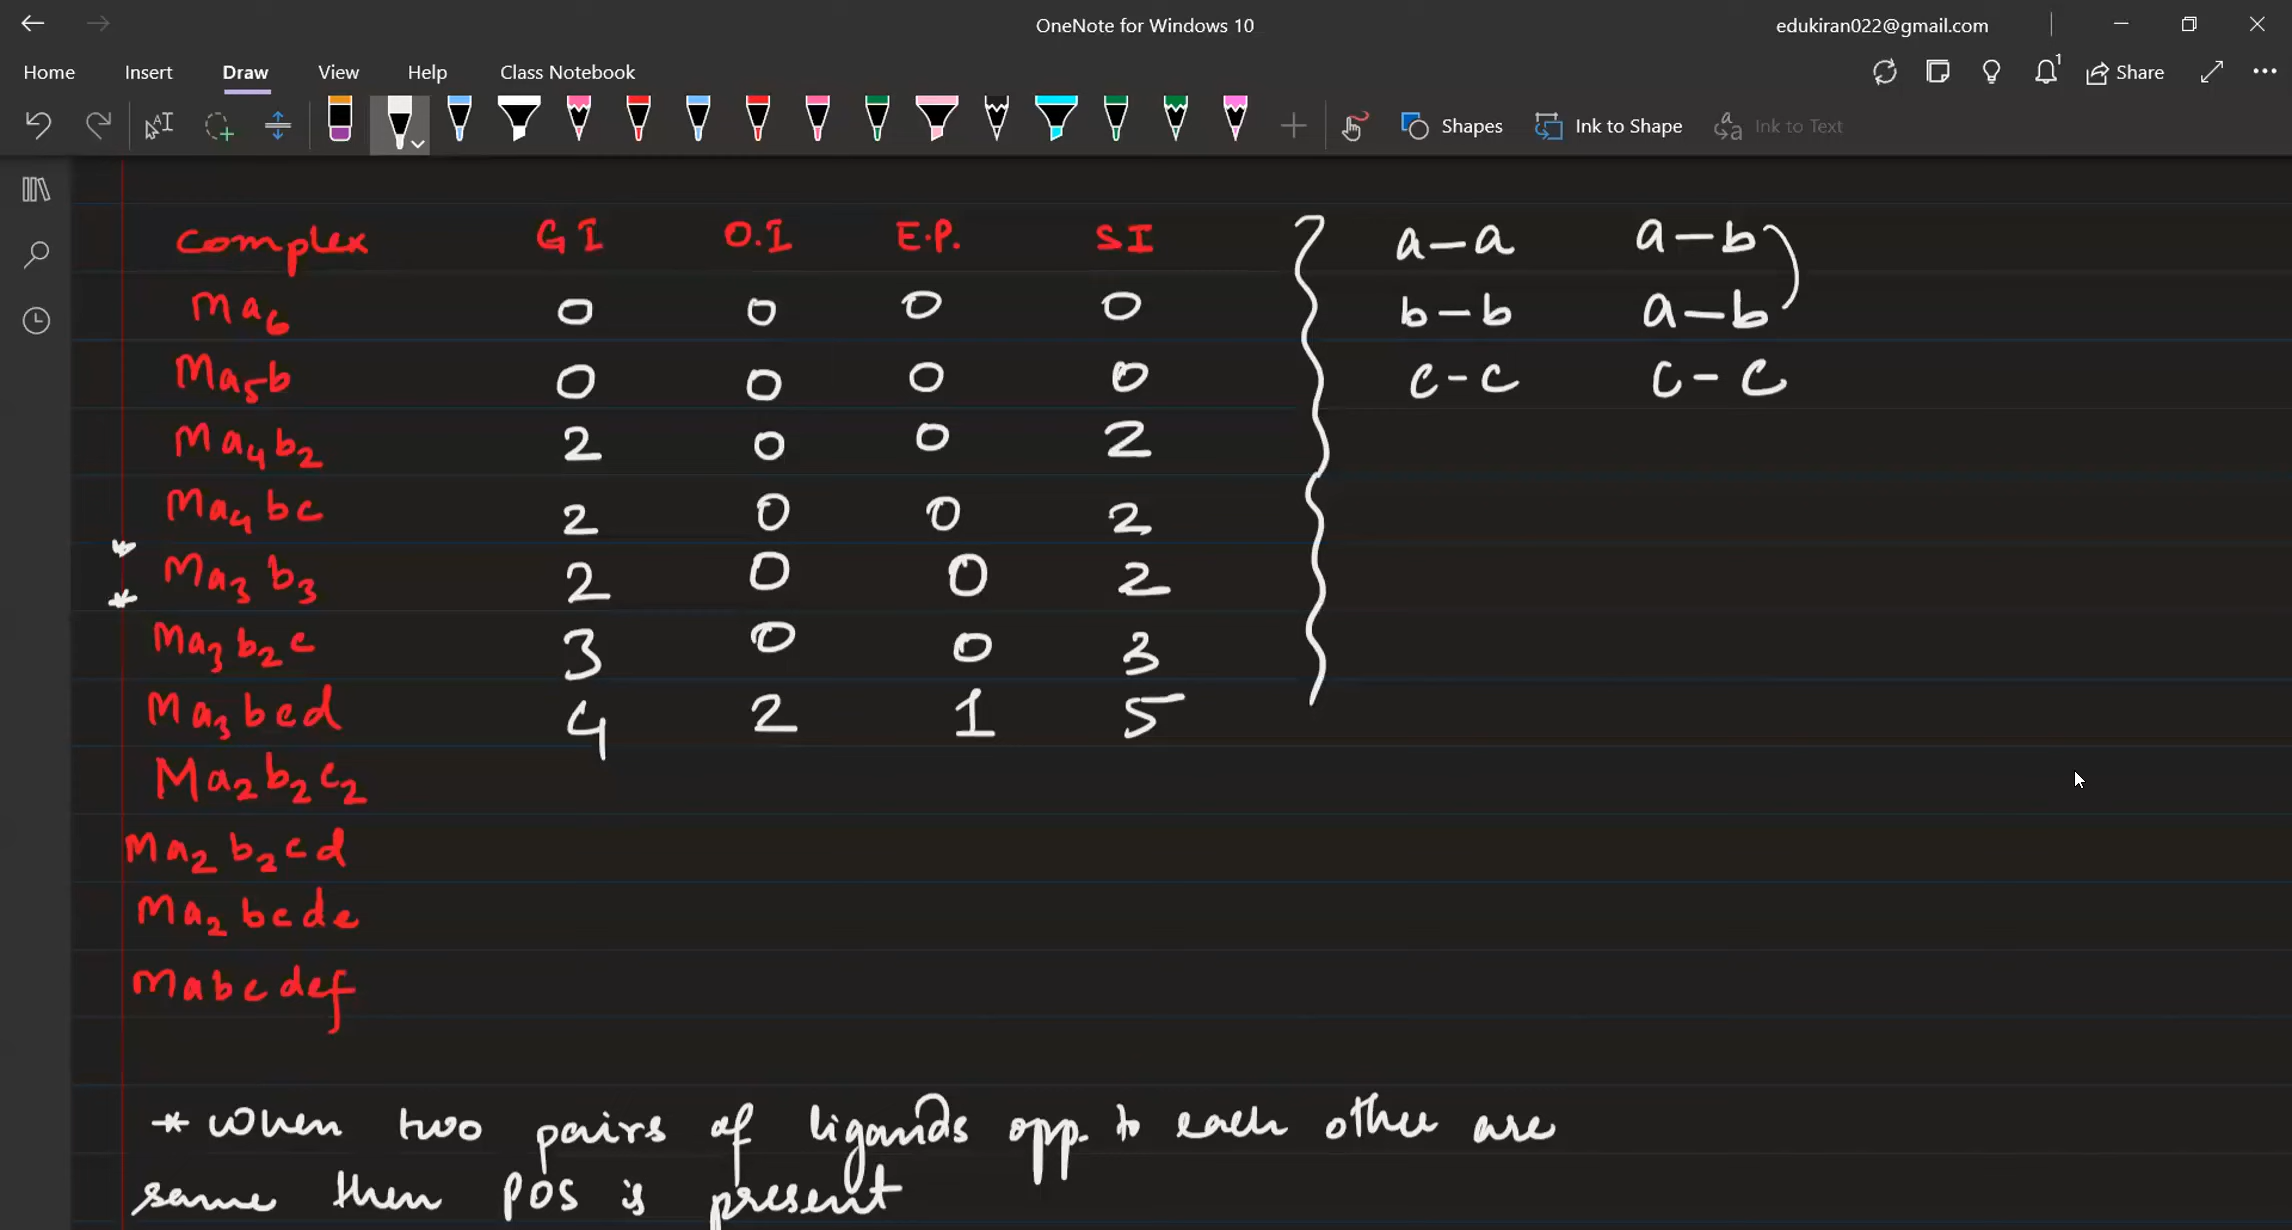 OneNote for Windows 10
edukiran022@gmail.com
Home Insert Draw View Help Class Notebook
1 Share
Shapes Ink to Shape Ink to Text
Complex GI O.I E.P. SI
Ma6 0 0 0 0
Ma5b 0 0 0 0
Ma4b2 2 0 0 2
Ma4bc 2 0 0 2
* Ma3b3 2 0 0 2
* Ma3b2c 3 0 0 3
Ma3bcd 4 2 1 5
Ma2b2c2
Ma2b2cd
Ma2bcde
Mabcdef
a-a a-b
b-b a-b
c-c c-c
* When two pairs of ligands opp. to each other are
same then POS is present